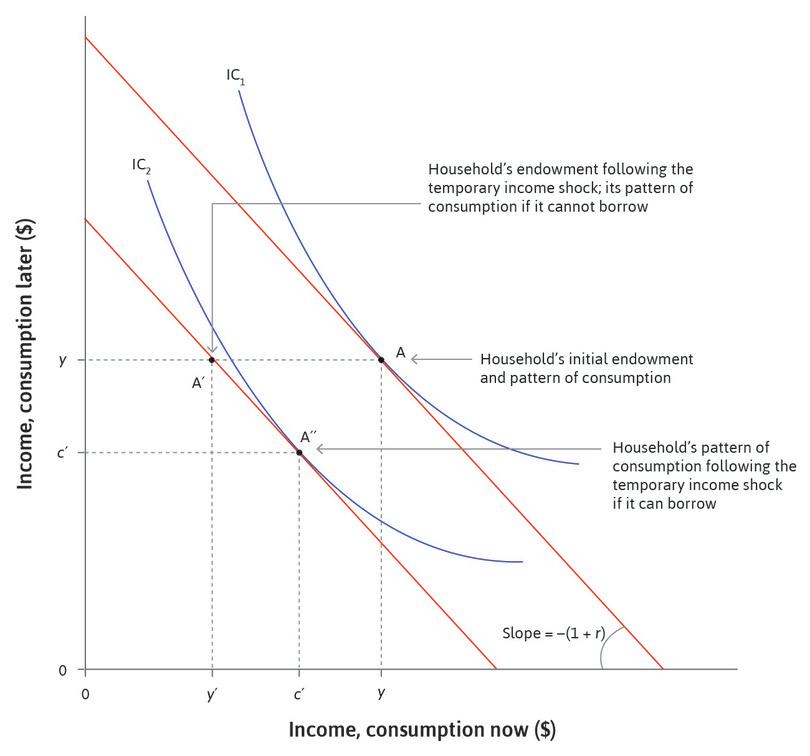 IC1
IC2
Household's endowment following the
temporary income shock; its pattern of
consumption if it cannot borrow
A
Household's initial endowment
and pattern of consumption
A′
A″
Household's pattern of
consumption following the
temporary income shock
if it can borrow
Slope = –(1 + r)
Income, consumption later ($)
y
c′
0
0
y′
c′
y
Income, consumption now ($)